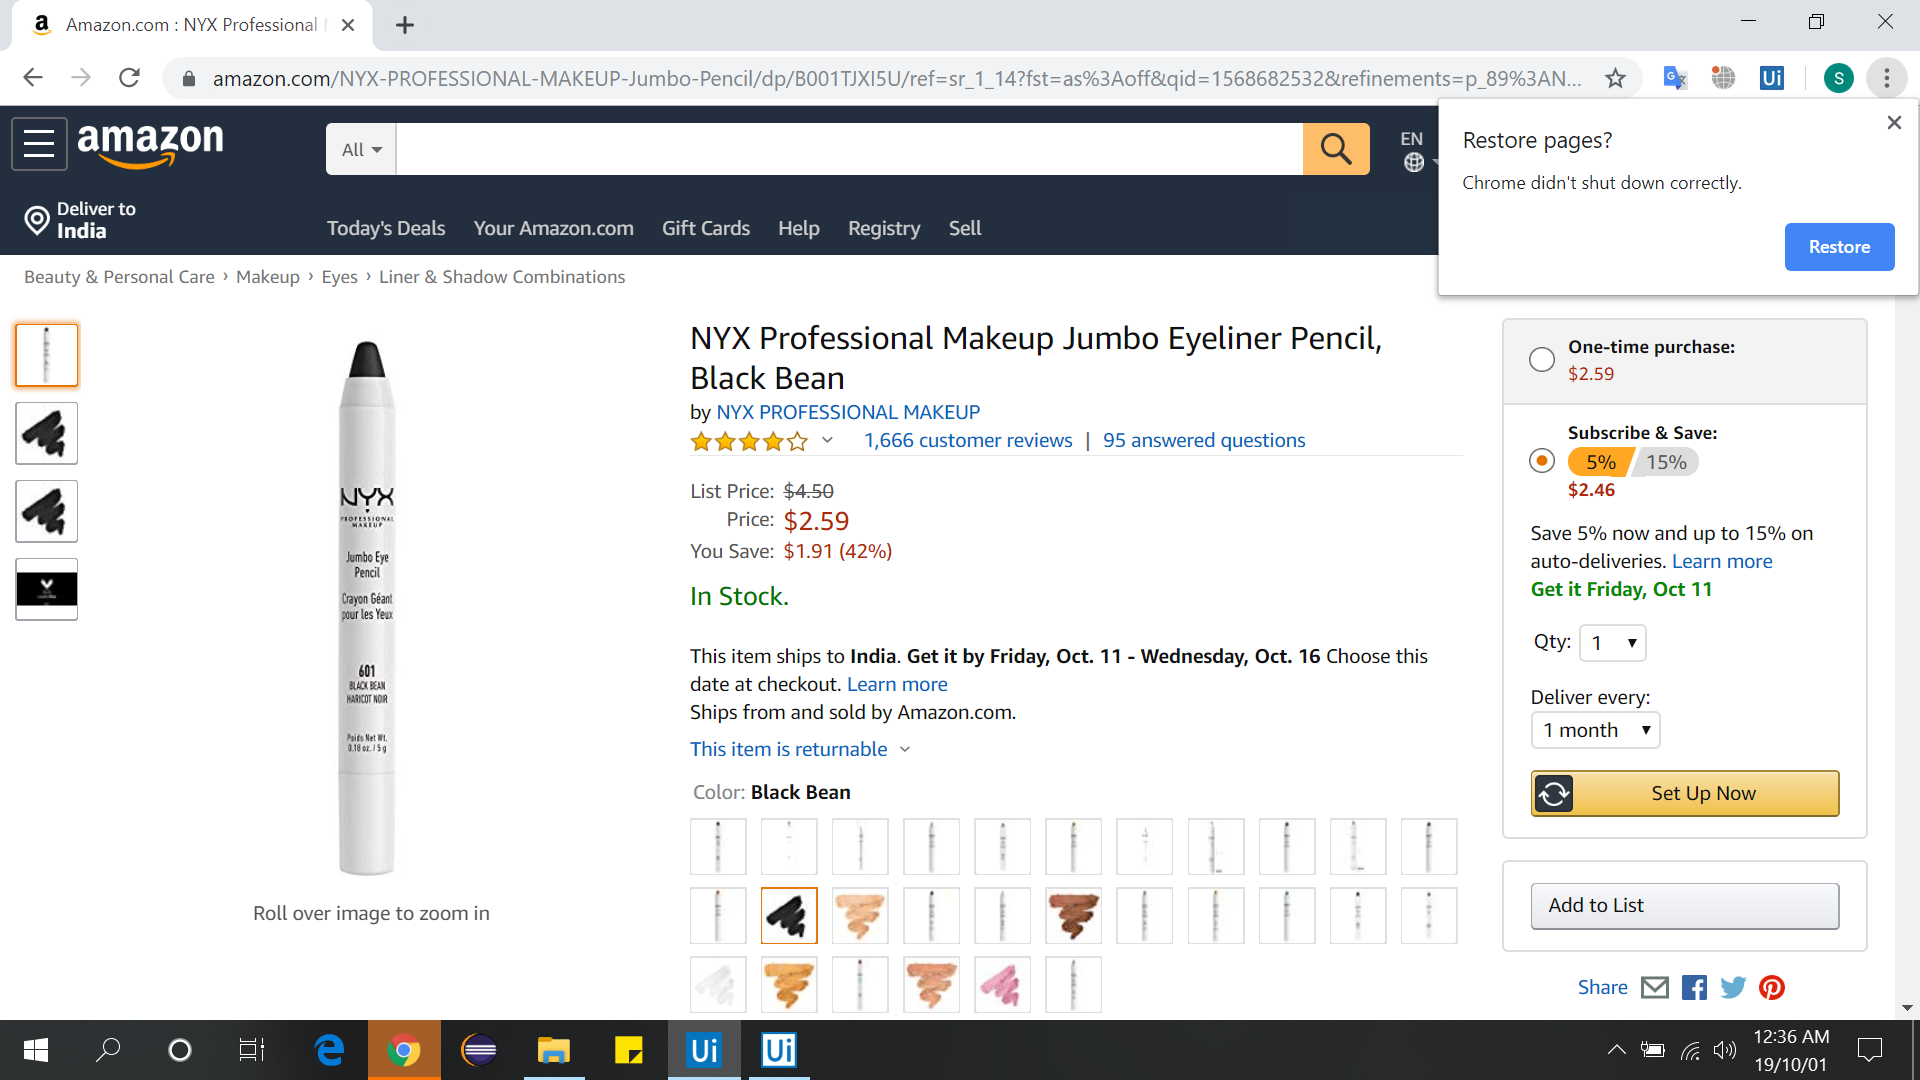 Amazon.com : NYX Professional
amazon.com/NYX-PROFESSIONAL-MAKEUP-Jumbo-Pencil/dp/B001TJXI5U/ref=sr_1_14?fst=as%3Aoff&qid=1568682532&refinements=p_89%3AN...
Ui
S
amazon
All
EN
Restore pages?
Chrome didn't shut down correctly.
Restore
Deliver to
India
Today's Deals
Your Amazon.com
Gift Cards
Help
Registry
Sell
Beauty & Personal Care › Makeup › Eyes › Liner & Shadow Combinations
NYX
PROFESSIONAL
MAKEUP
Jumbo Eye
Pencil
Crayon Géant
pour les Yeux
601
BLACK BEAN
HARICOT NOIR
Poids Net Wt.
0.18 oz. / 5 g
Roll over image to zoom in
NYX Professional Makeup Jumbo Eyeliner Pencil,
Black Bean
by NYX PROFESSIONAL MAKEUP
1,666 customer reviews | 95 answered questions
List Price: $4.50
Price: $2.59
You Save: $1.91 (42%)
In Stock.
This item ships to India. Get it by Friday, Oct. 11 - Wednesday, Oct. 16 Choose this
date at checkout. Learn more
Ships from and sold by Amazon.com.
This item is returnable
Color: Black Bean
One-time purchase:
$2.59
Subscribe & Save:
5% 15%
$2.46
Save 5% now and up to 15% on
auto-deliveries. Learn more
Get it Friday, Oct 11
Qty: 1
Deliver every:
1 month
Set Up Now
Add to List
Share
Ui
Ui
12:36 AM
19/10/01